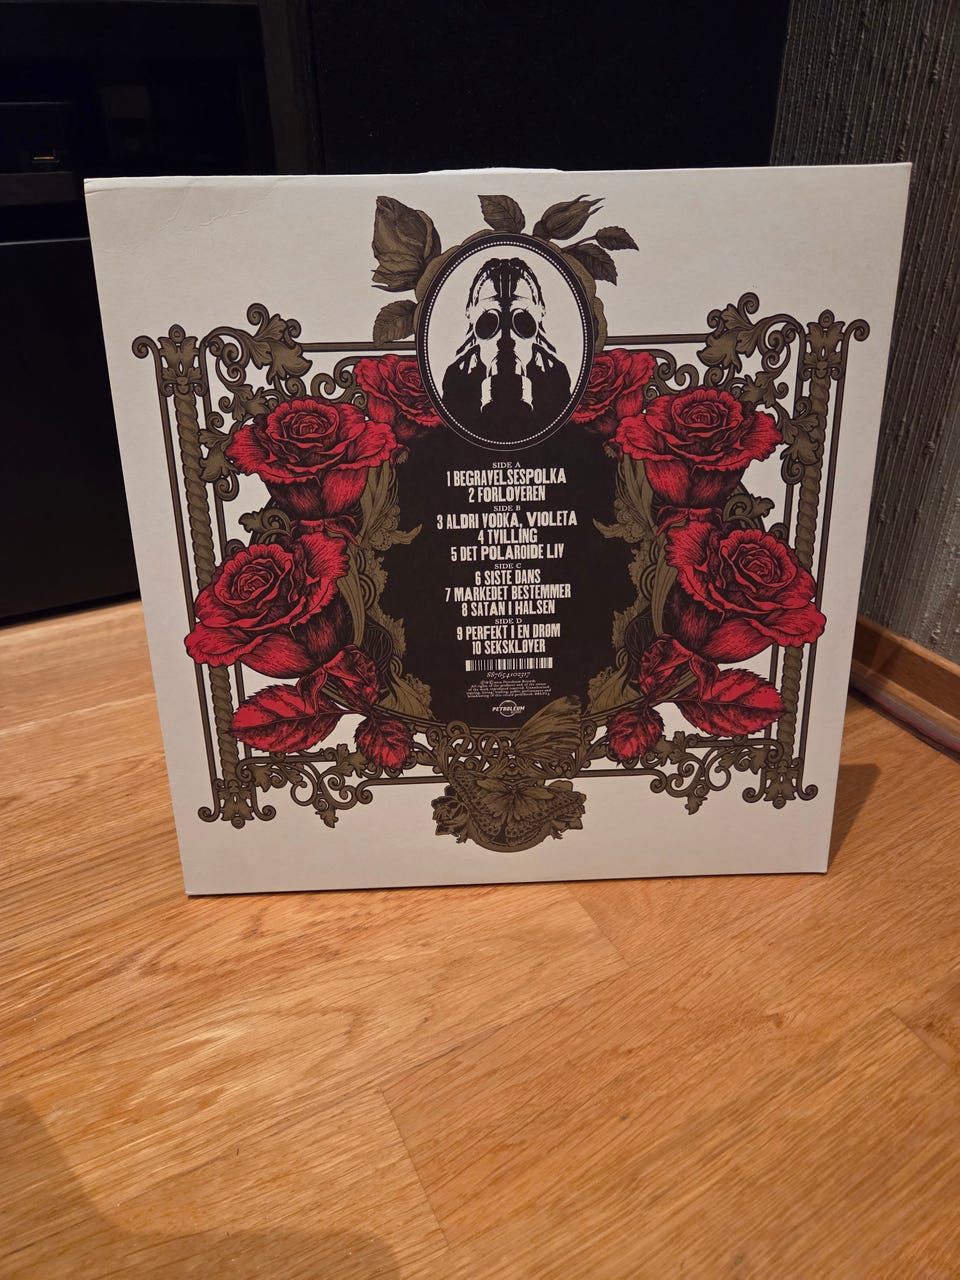 SIDE A
1 BEGRAVELSESPOLKA
2 FORLOVEREN
SIDE B
3 ALDRI VODKA, VIOLETA
4 TVILLING
5 DET POLAROIDE LIV
SIDE C
6 SISTE DANS
7 MARKEDET BESTEMMER
8 SATAN I HALSEN
SIDE D
9 PERFEKT I EN DRØM
10 SEKSKLØVER
887654102317
PETROLEUM